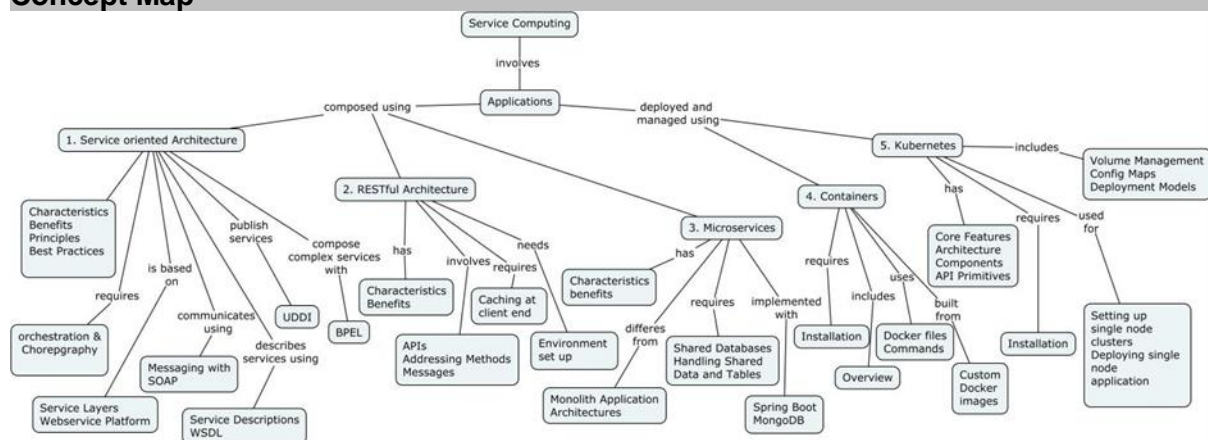 Concept Map
Service Computing
involves
Applications
composed using
deployed and
managed using
1. Service oriented Architecture
Characteristics
Benefits
Principles
Best Practices
requires
orchestration &
Chorepgraphy
is based
on
Service Layers
Webservice Platform
communicates
using
Messaging with
SOAP
describes
services using
Service Descriptions
WSDL
publish
services
UDDI
compose
complex services
with
BPEL
2. RESTful Architecture
has
Characteristics
Benefits
involves
APIs
Addressing Methods
Messages
requires
Caching at
client end
needs
Environment
set up
3. Microservices
has
Characteristics
benefits
differes
from
Monolith Application
Architectures
requires
Shared Databases
Handling Shared
Data and Tables
implemented
with
Spring Boot
MongoDB
4. Containers
requires
Installation
includes
Overview
uses
Docker files
Commands
built
from
Custom
Docker
images
5. Kubernetes
includes
Volume Management
Config Maps
Deployment Models
has
Core Features
Architecture
Components
API Primitives
requires
Installation
used
for
Setting up
single node
clusters
Deploying single
node
application